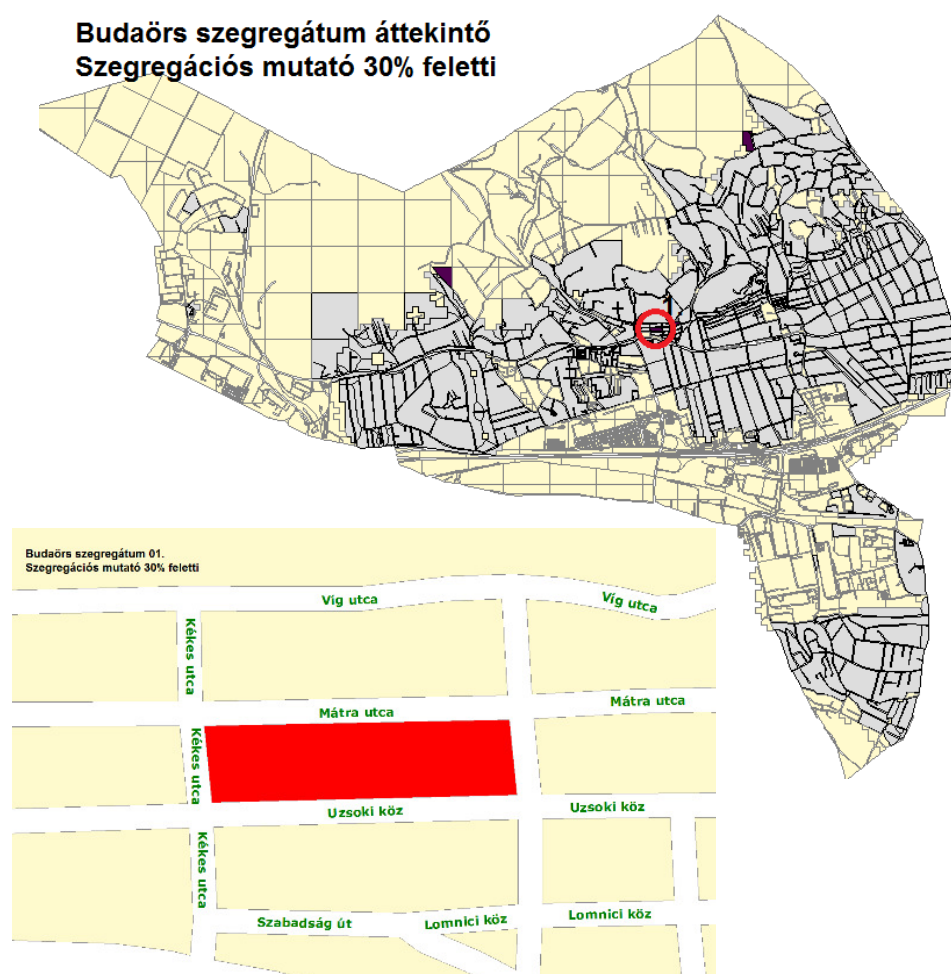 Budaörs szegregátum áttekintő
Szegregációs mutató 30% feletti
Budaörs szegregátum 01.
Szegregációs mutató 30% feletti
Víg utca
Víg utca
Kékes utca
Mátra utca
Mátra utca
Kékes utca
Uzsoki köz
Uzsoki köz
Kékes utca
Szabadság út
Lomnici köz
Lomnici köz